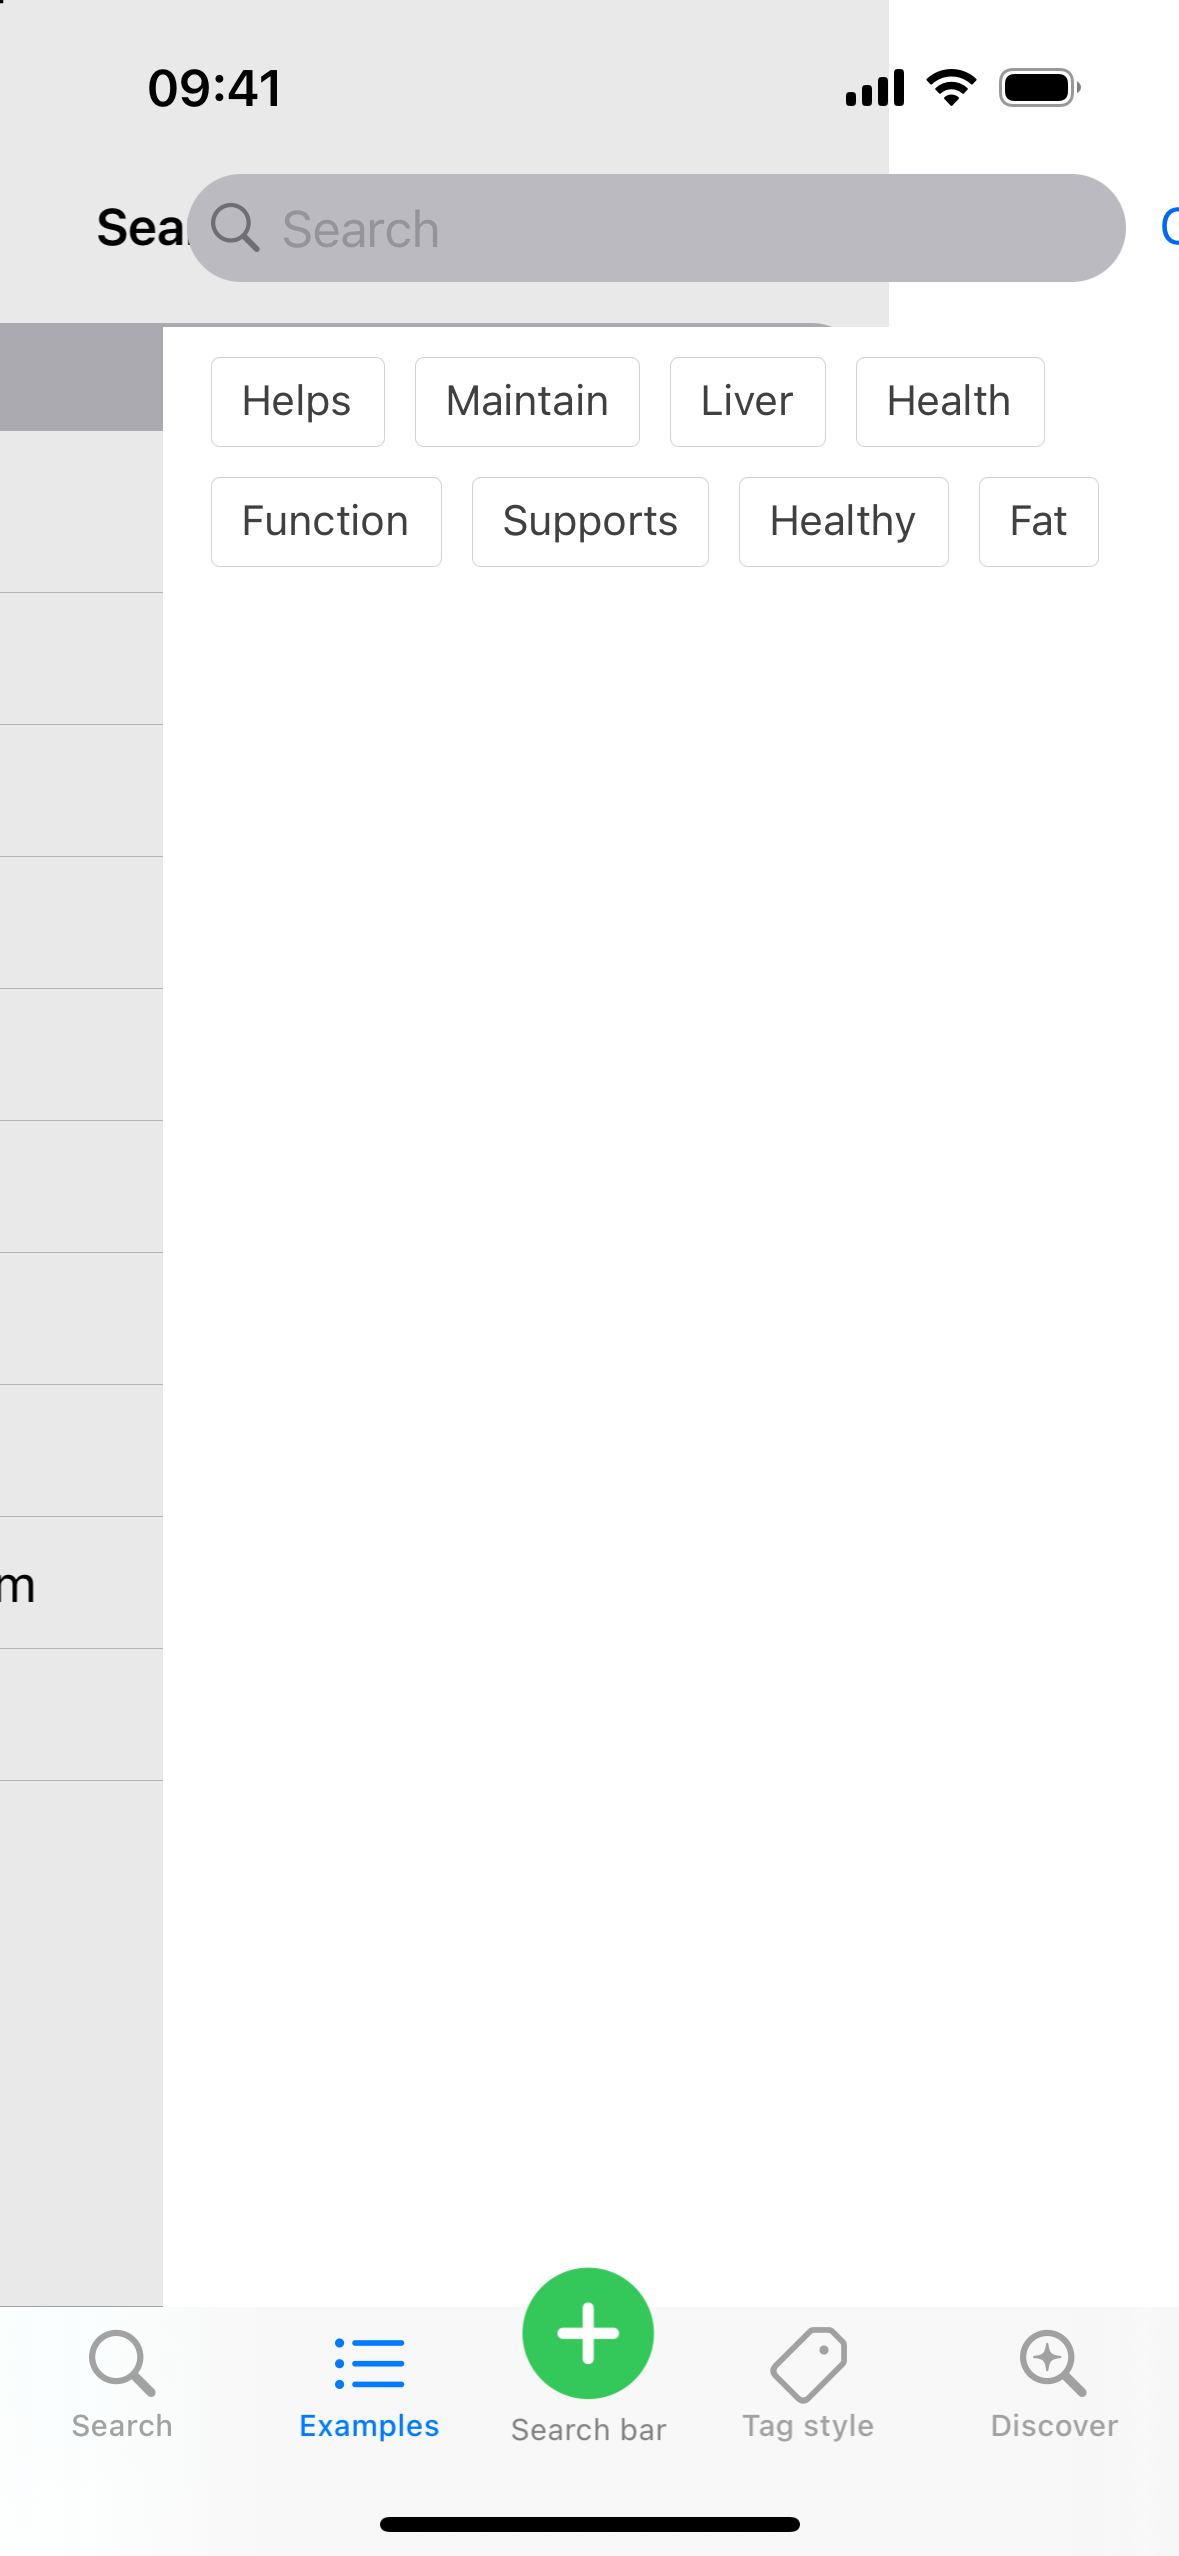 09:41
Sea
Search
Helps Maintain Liver Health
Function Supports Healthy Fat
m
Search Examples Search bar Tag style Discover